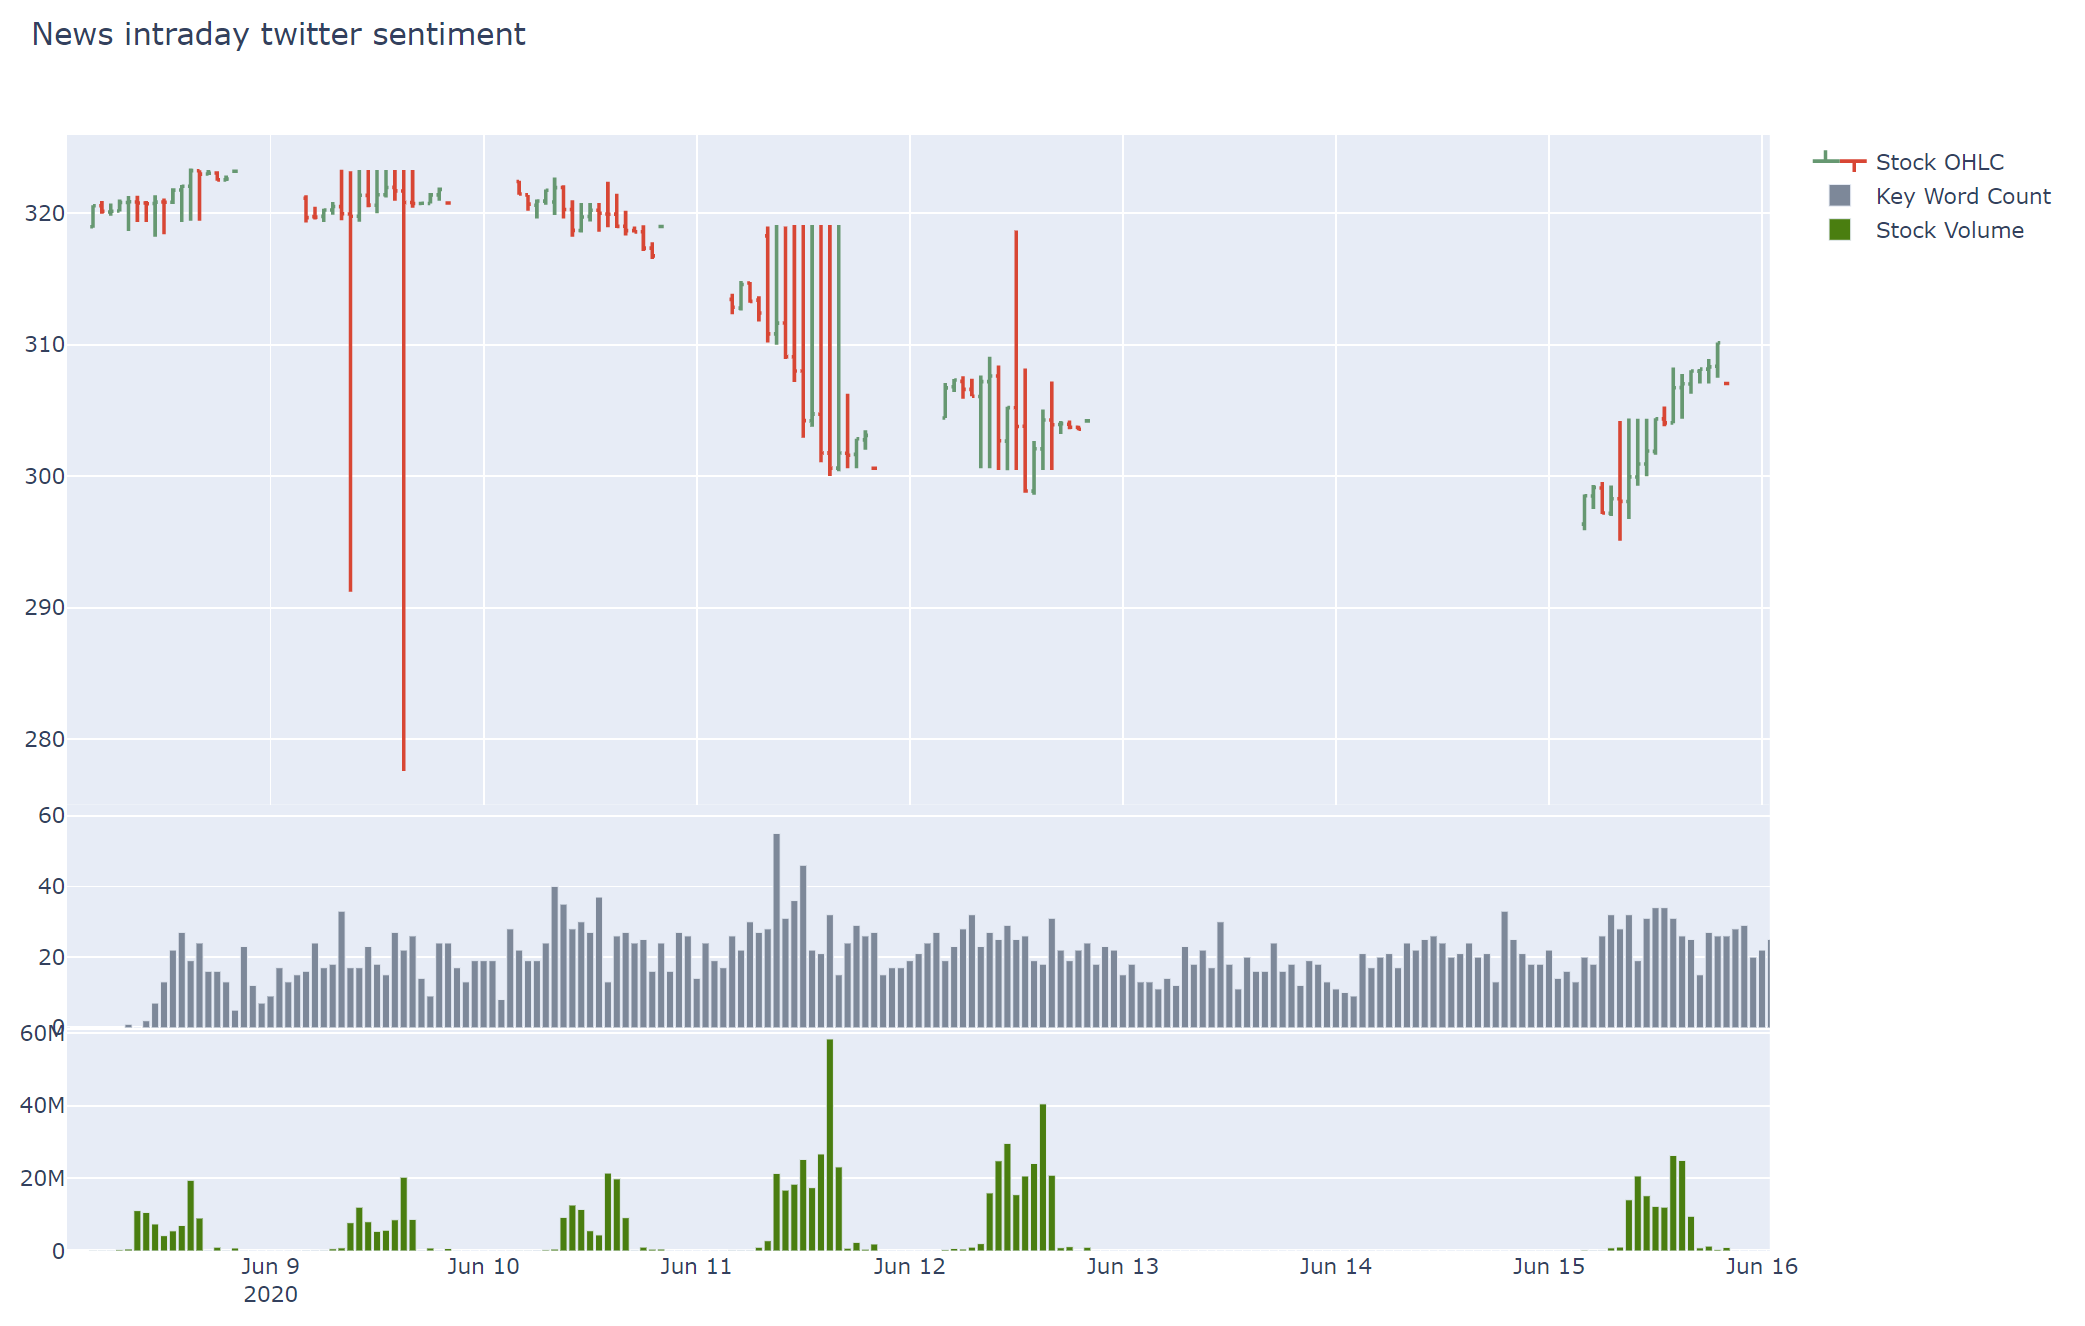 News intraday twitter sentiment
Stock OHLC
Key Word Count
Stock Volume
320
310
300
290
280
60
40
20
0
60M
40M
20M
0
Jun 9 Jun 10 Jun 11 Jun 12 Jun 13 Jun 14 Jun 15 Jun 16
2020